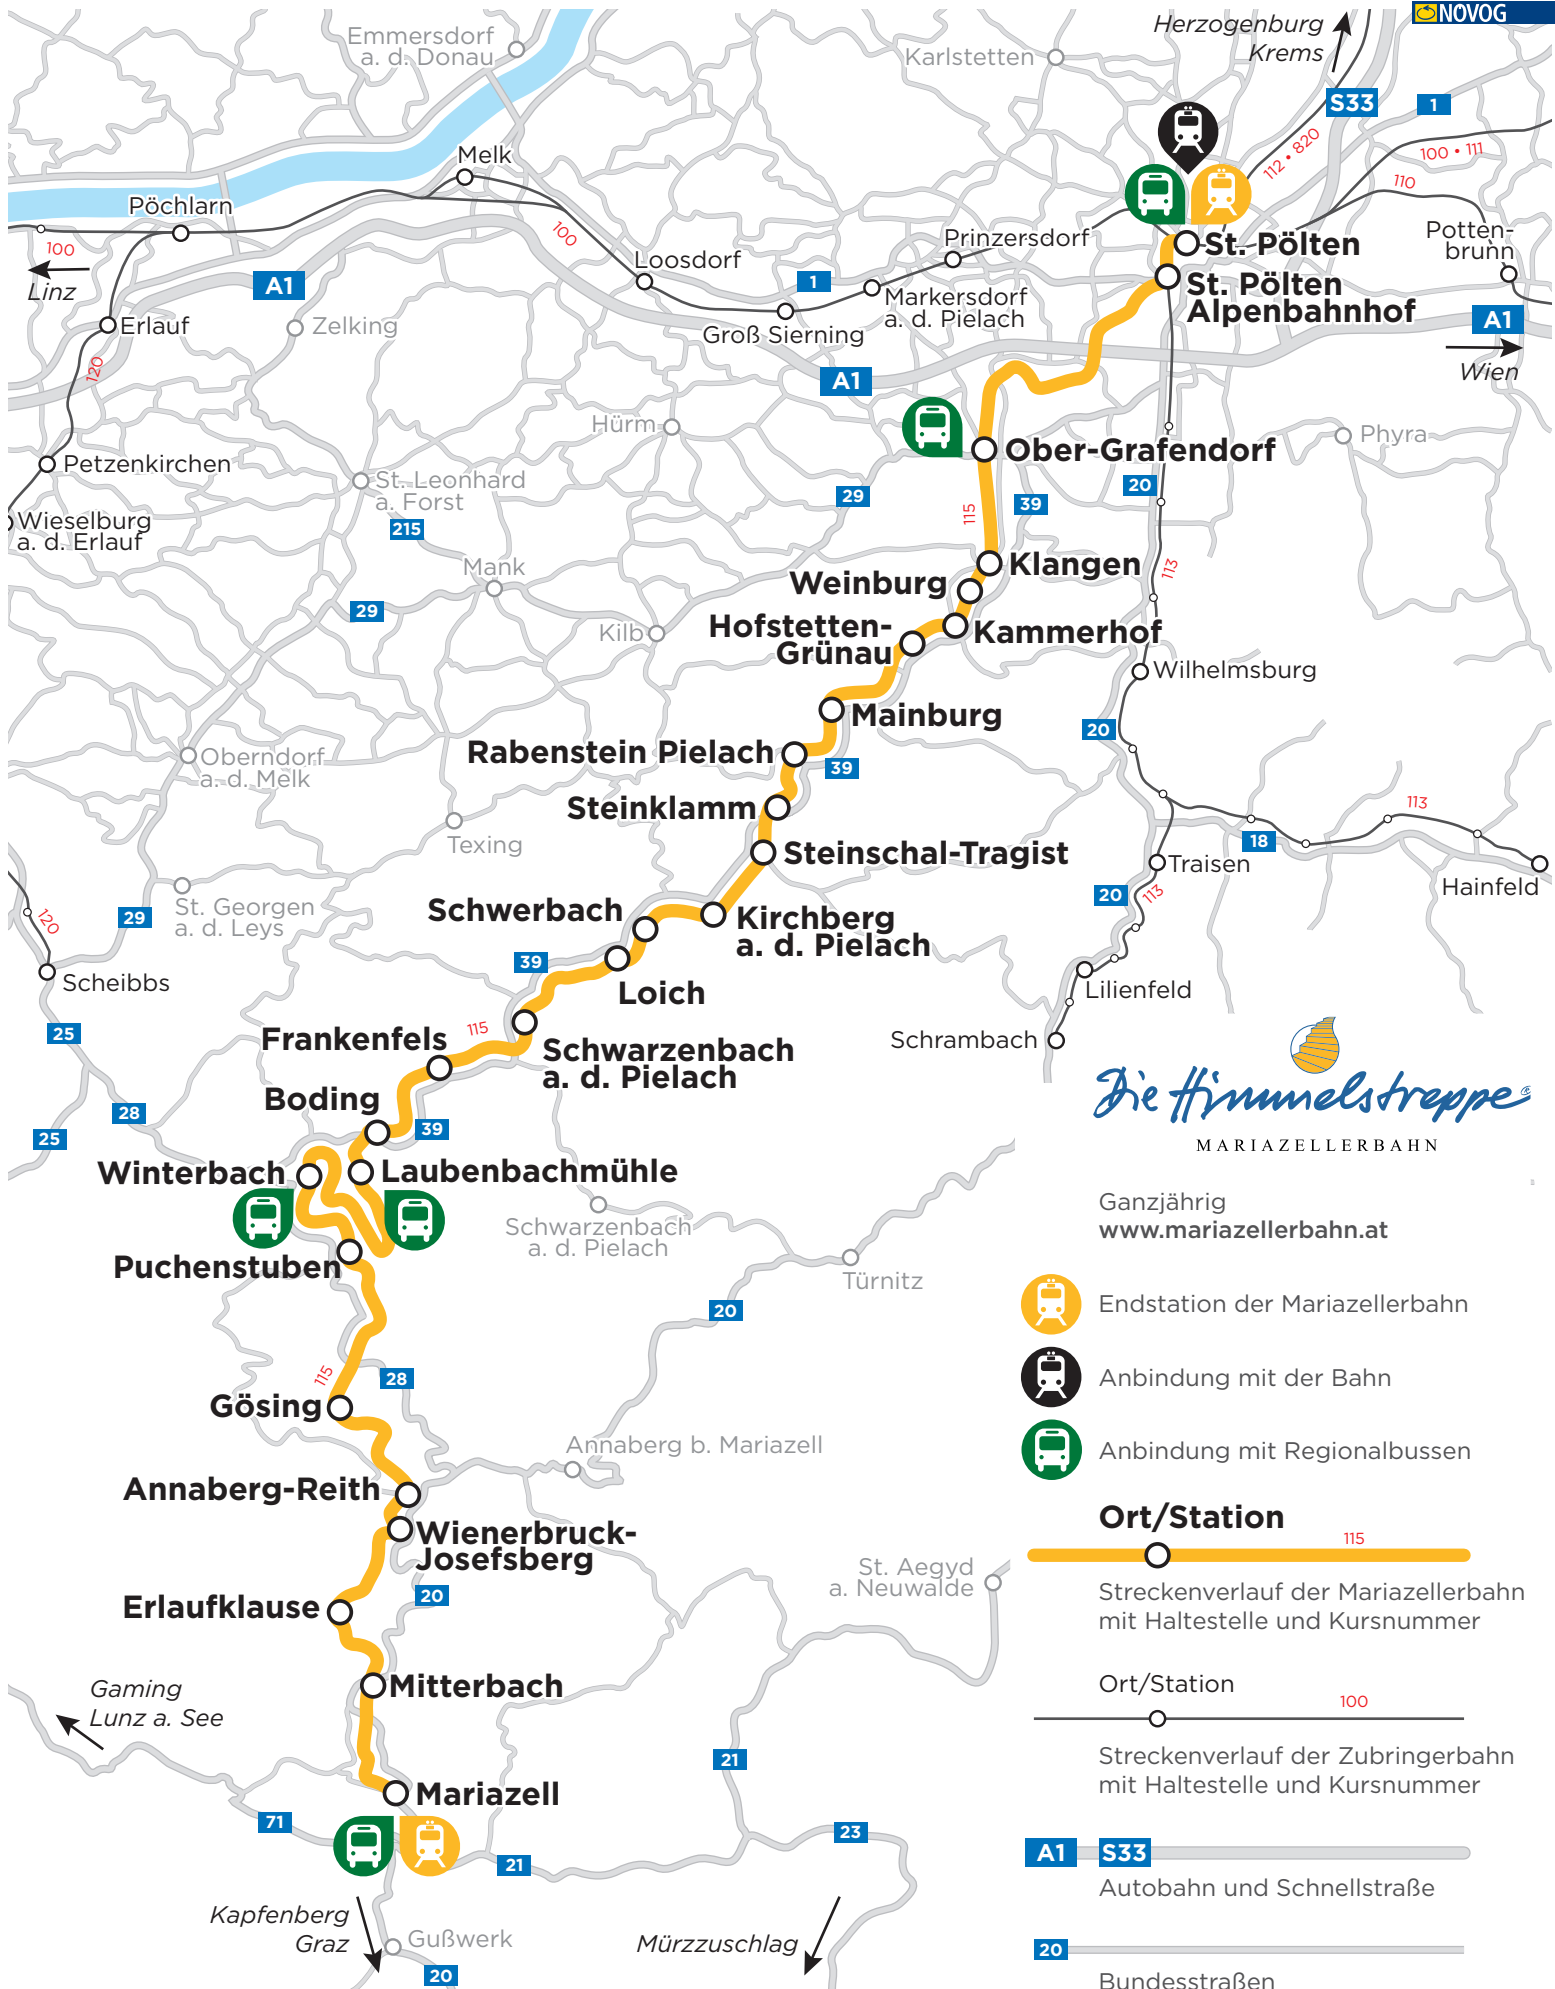 NÖVOG
Herzogenburg
Krems
Emmersdorf
a. d. Donau
Karlstetten
S33
1
112 • 820
100 • 111
110
Melk
Pöchlarn
100
Linz
100
A1
Loosdorf
1
Prinzersdorf
Markersdorf
a. d. Pielach
Groß Sierning
St. Pölten
St. Pölten
Alpenbahnhof
Potten-
brunn
A1
Wien
Erlauf
Zelking
120
A1
Hürm
Ober-Grafendorf
Phyra
Petzenkirchen
St. Leonhard
a. Forst
215
29
115
39
20
Wieselburg
a. d. Erlauf
Mank
Klangen
113
Weinburg
29
Kilb
Hofstetten-
Grünau
Kammerhof
Wilhelmsburg
Mainburg
20
Oberndorf
a. d. Melk
Rabenstein Pielach
39
Steinklamm
113
Texing
Steinschal-Tragist
18
Traisen
Hainfeld
St. Georgen
a. d. Leys
29
120
Schwerbach
Kirchberg
a. d. Pielach
20
113
Scheibbs
39
Loich
Lilienfeld
25
Frankenfels
115
Schwarzenbach
a. d. Pielach
Schrambach
Boding
28
39
25
Die Himmelstreppe
MARIAZELLERBAHN
Winterbach
Laubenbachmühle
Ganzjährig
www.mariazellerbahn.at
Schwarzenbach
a. d. Pielach
Puchenstuben
Türnitz
20
Endstation der Mariazellerbahn
115
28
Anbindung mit der Bahn
Gösing
Annaberg b. Mariazell
Anbindung mit Regionalbussen
Annaberg-Reith
Wienerbruck-
Josefsberg
Ort/Station
115
St. Aegyd
a. Neuwalde
20
Streckenverlauf der Mariazellerbahn
mit Haltestelle und Kursnummer
Erlaufklause
Mitterbach
Ort/Station
100
Gaming
Lunz a. See
Streckenverlauf der Zubringerbahn
mit Haltestelle und Kursnummer
21
Mariazell
71
23
21
A1 S33
Autobahn und Schnellstraße
Kapfenberg
Graz
Gußwerk
Mürzzuschlag
20
20
Bundesstraßen